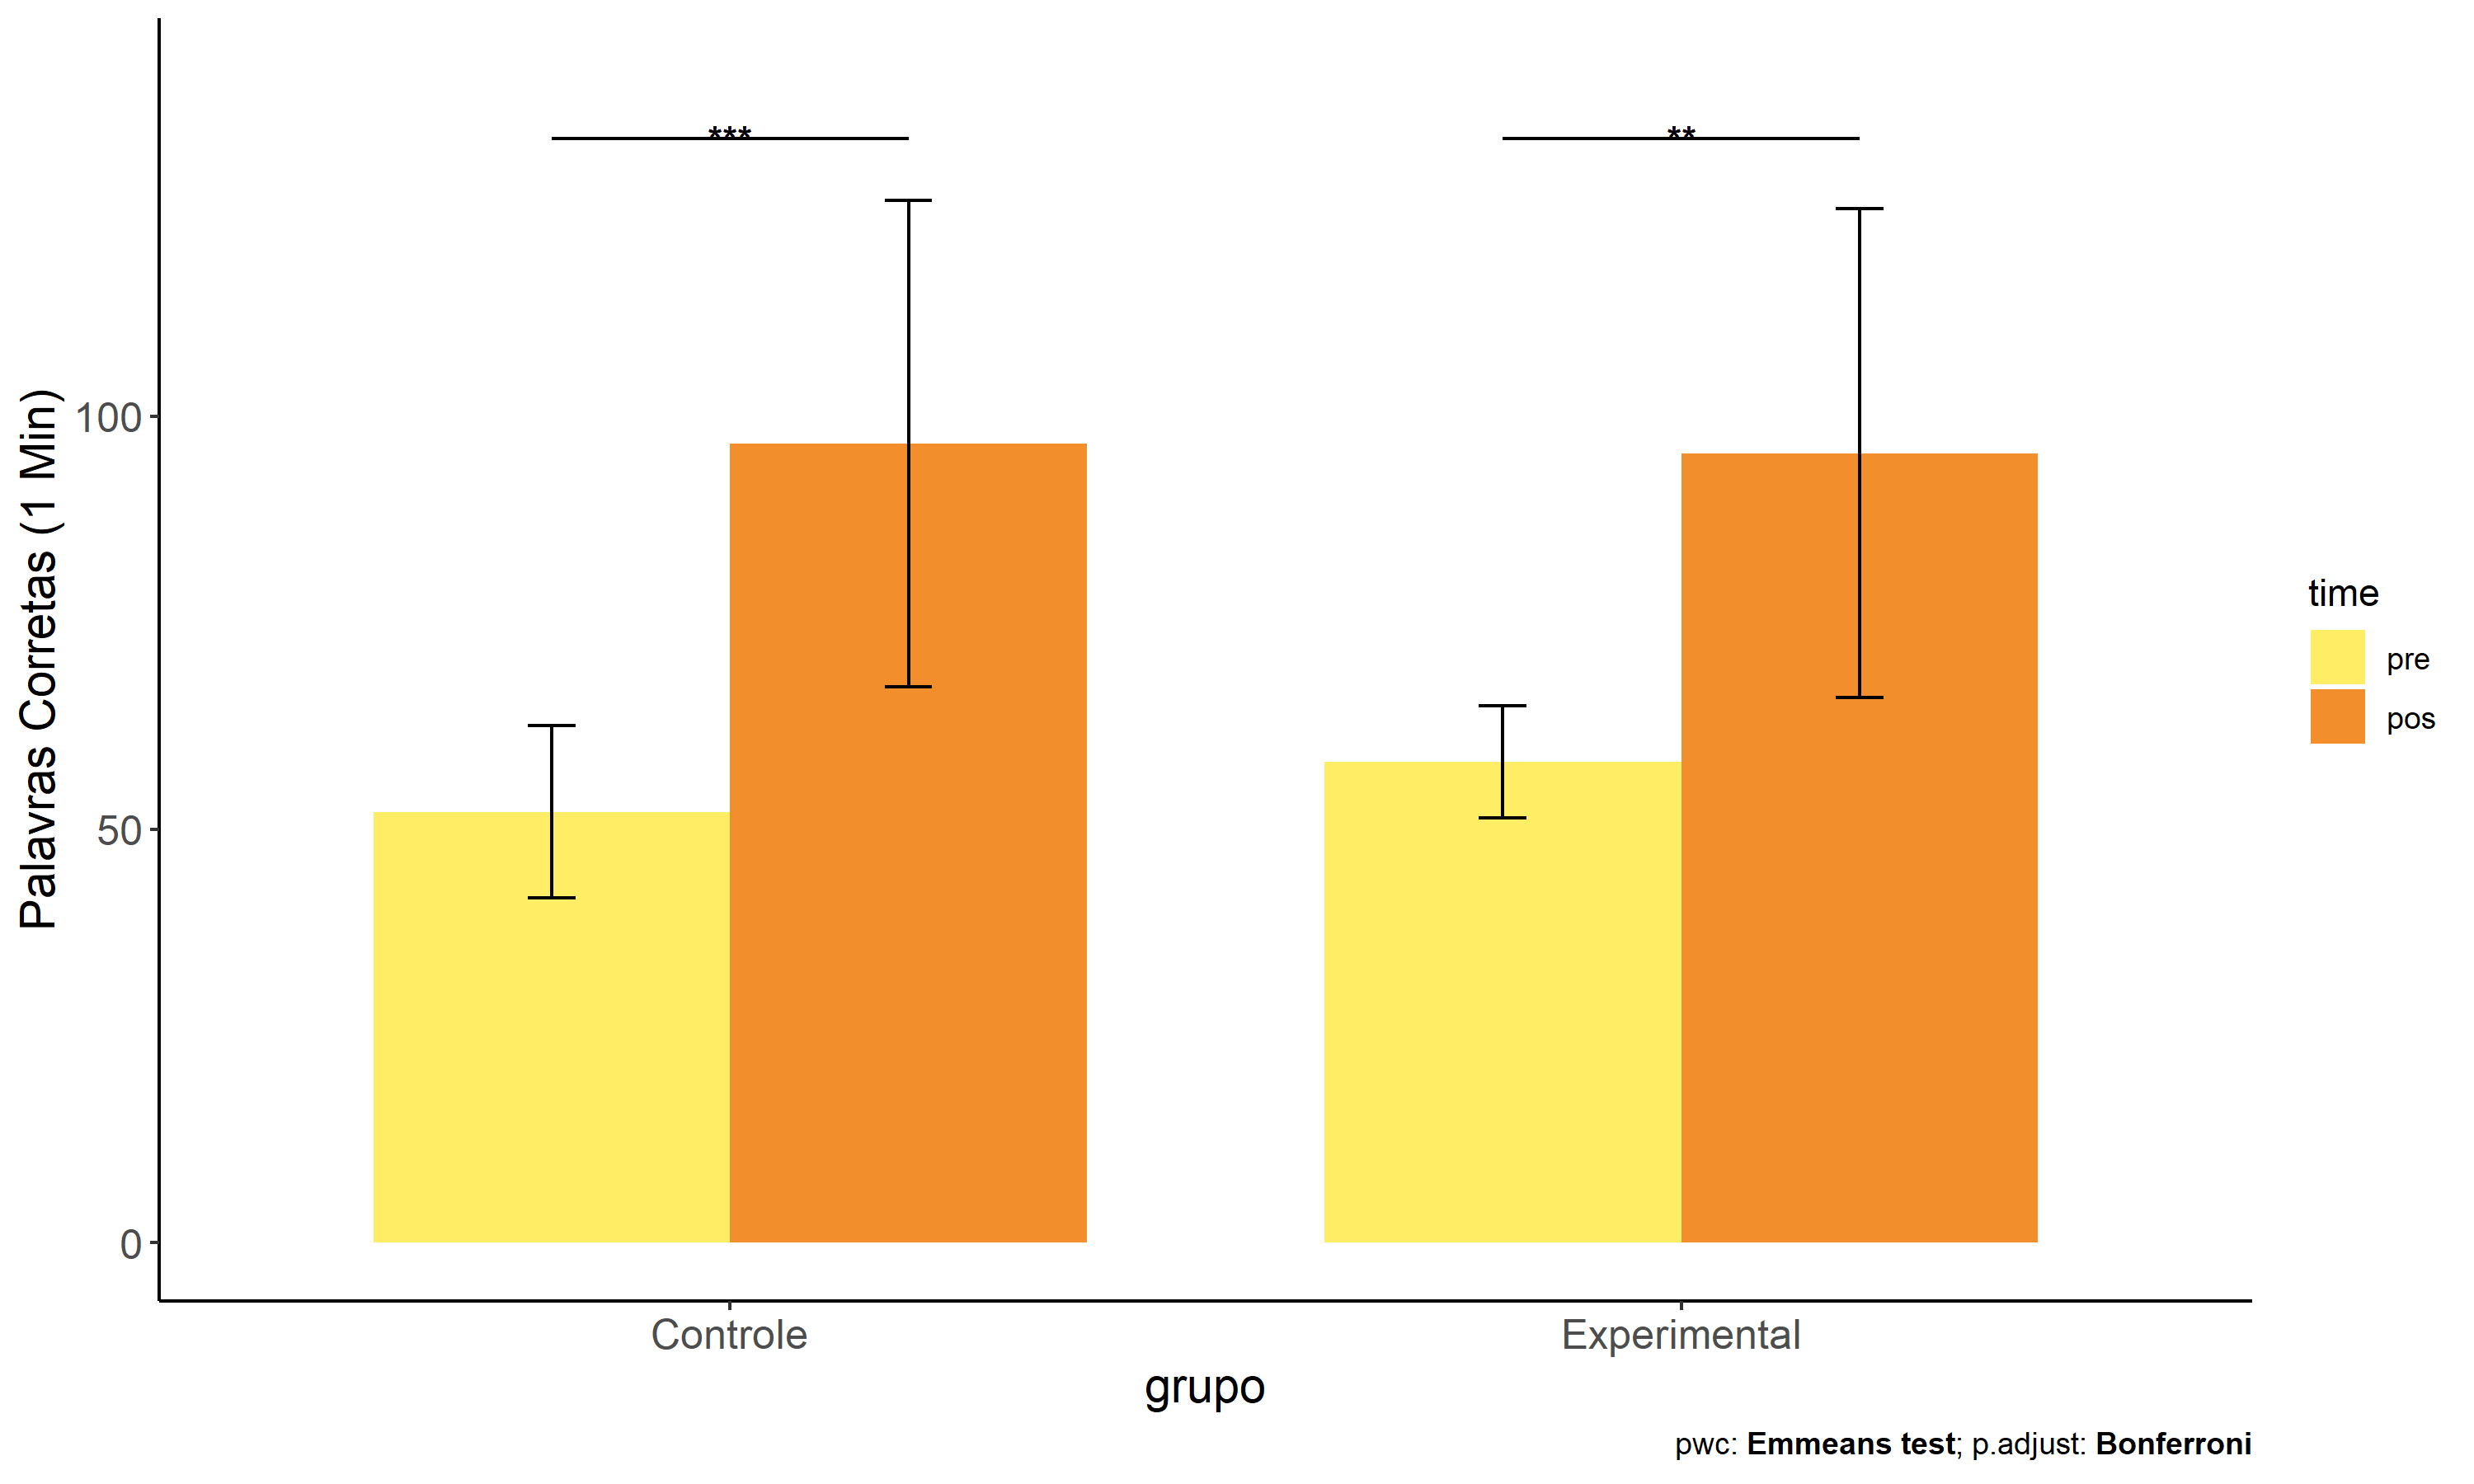 *** **
Palavras Corretas (1 Min)
100
50
0
time
pre
pos
Controle Experimental
grupo
pwc: Emmeans test; p.adjust: Bonferroni